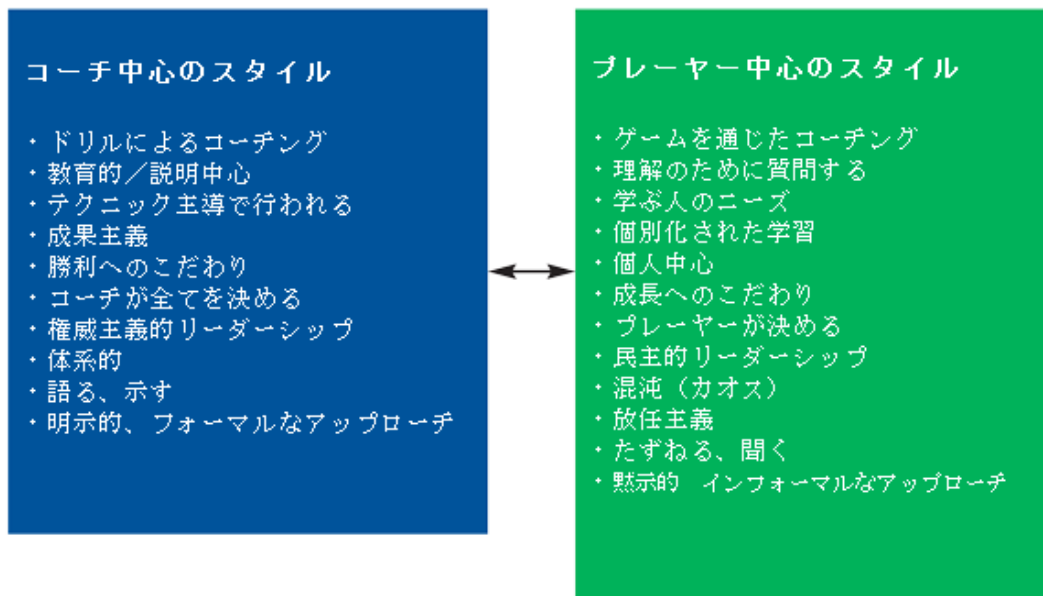 コーチ中心のスタイル
・ドリルによるコーチング
・教育的／説明中心
・テクニック主導で行われる
・成果主義
・勝利へのこだわり
・コーチが全てを決める
・権威主義的リーダーシップ
・体系的
・語る、示す
・明示的、フォーマルなアップローチ
プレーヤー中心のスタイル
・ゲームを通じたコーチング
・理解のために質問する
・学ぶ人のニーズ
・個別化された学習
・個人中心
・成長へのこだわり
・プレーヤーが決める
・民主的リーダーシップ
・混沌（カオス）
・放任主義
・たずねる、聞く
・黙示的　インフォーマルなアップローチ